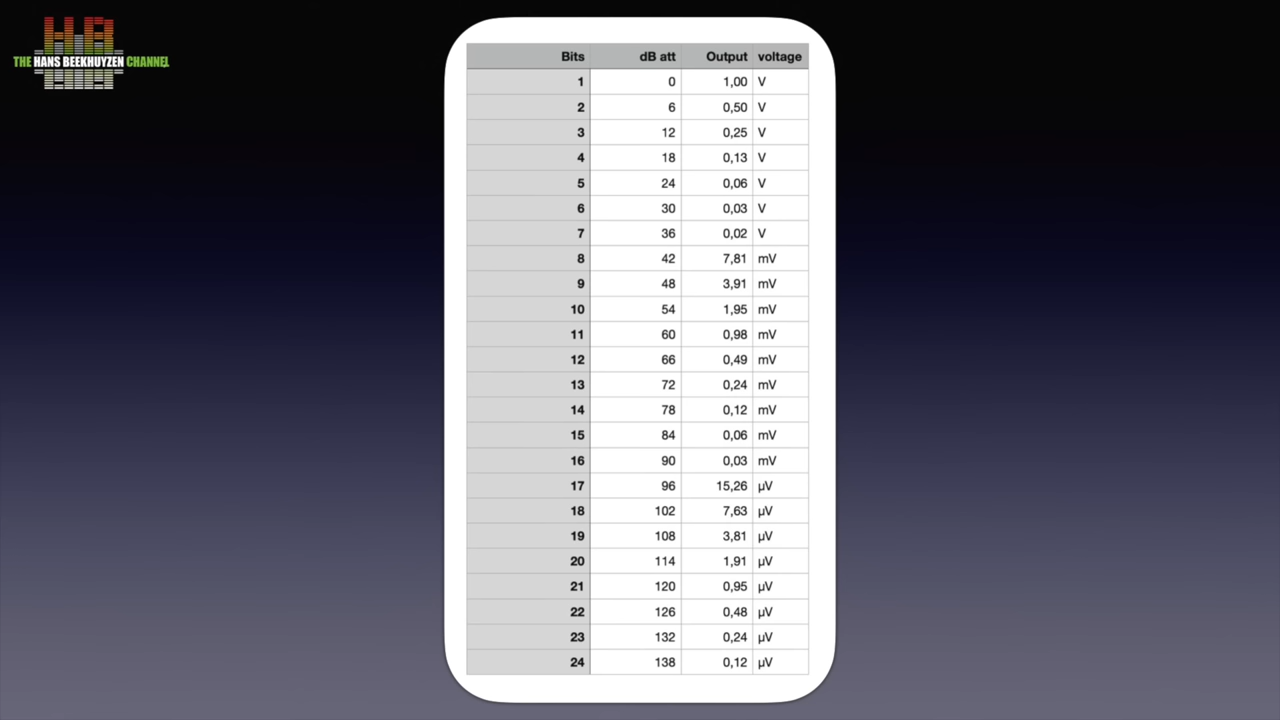 THE HANS BEEKHUYZEN CHANNEL
Bits dB att Output voltage
1 0 1,00 V
2 6 0,50 V
3 12 0,25 V
4 18 0,13 V
5 24 0,06 V
6 30 0,03 V
7 36 0,02 V
8 42 7,81 mV
9 48 3,91 mV
10 54 1,95 mV
11 60 0,98 mV
12 66 0,49 mV
13 72 0,24 mV
14 78 0,12 mV
15 84 0,06 mV
16 90 0,03 mV
17 96 15,26 µV
18 102 7,63 µV
19 108 3,81 µV
20 114 1,91 µV
21 120 0,95 µV
22 126 0,48 µV
23 132 0,24 µV
24 138 0,12 µV